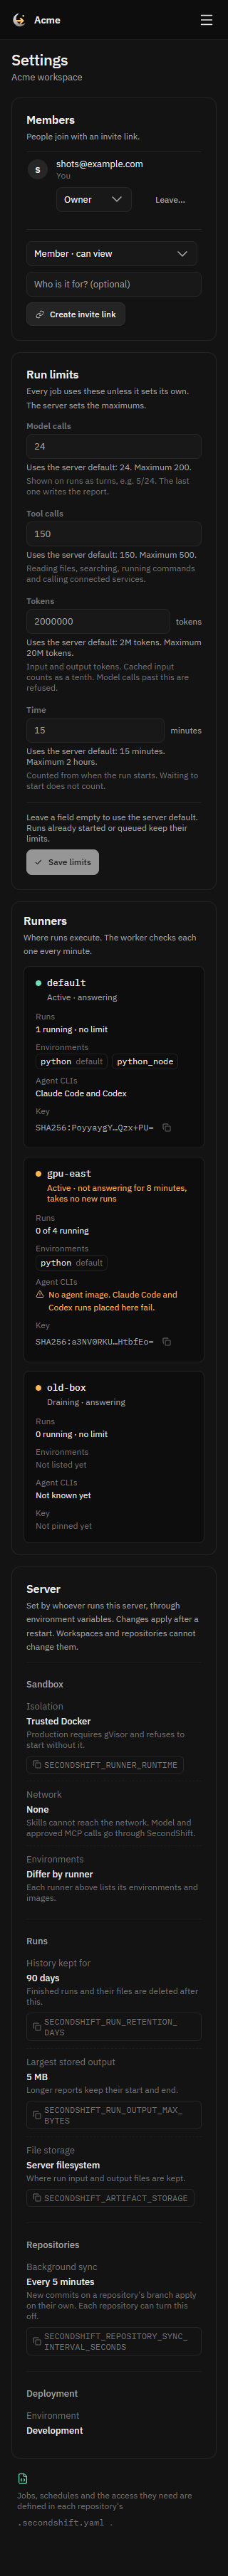 Acme
Settings
Acme workspace
Members
People join with an invite link.
S
shots@example.com
You
Owner
Leave...
Member · can view
Who is it for? (optional)
Create invite link
Run limits
Every job uses these unless it sets its own.
The server sets the maximums.
Model calls
24
Uses the server default: 24. Maximum 200.
Shown on runs as turns, e.g. 5/24. The last
one writes the report.
Tool calls
150
Uses the server default: 150. Maximum 500.
Reading files, searching, running commands
and calling connected services.
Tokens
2000000 tokens
Uses the server default: 2M tokens. Maximum
20M tokens.
Input and output tokens. Cached input
counts as a tenth. Model calls past this are
refused.
Time
15 minutes
Uses the server default: 15 minutes.
Maximum 2 hours.
Counted from when the run starts. Waiting to
start does not count.
Leave a field empty to use the server default.
Runs already started or queued keep their
limits.
Save limits
Runners
Where runs execute. The worker checks each
one every minute.
default
Active · answering
Runs
1 running · no limit
Environments
python default python_node
Agent CLIs
Claude Code and Codex
Key
SHA256:PoyyaygY…Qzx+PU=
gpu-east
Active · not answering for 8 minutes,
takes no new runs
Runs
0 of 4 running
Environments
python default
Agent CLIs
No agent image. Claude Code and
Codex runs placed here fail.
Key
SHA256:a3NV0RKU…HtbfEo=
old-box
Draining · answering
Runs
0 running · no limit
Environments
Not listed yet
Agent CLIs
Not known yet
Key
Not pinned yet
Server
Set by whoever runs this server, through
environment variables. Changes apply after a
restart. Workspaces and repositories cannot
change them.
Sandbox
Isolation
Trusted Docker
Production requires gVisor and refuses to
start without it.
SECONDSHIFT_RUNNER_RUNTIME
Network
None
Skills cannot reach the network. Model and
approved MCP calls go through SecondShift.
Environments
Differ by runner
Each runner above lists its environments and
images.
Runs
History kept for
90 days
Finished runs and their files are deleted after
this.
SECONDSHIFT_RUN_RETENTION_
DAYS
Largest stored output
5 MB
Longer reports keep their start and end.
SECONDSHIFT_RUN_OUTPUT_MAX_
BYTES
File storage
Server filesystem
Where run input and output files are kept.
SECONDSHIFT_ARTIFACT_STORAGE
Repositories
Background sync
Every 5 minutes
New commits on a repository's branch apply
on their own. Each repository can turn this
off.
SECONDSHIFT_REPOSITORY_SYNC_
INTERVAL_SECONDS
Deployment
Environment
Development
Jobs, schedules and the access they need are
defined in each repository's
.secondshift.yaml .